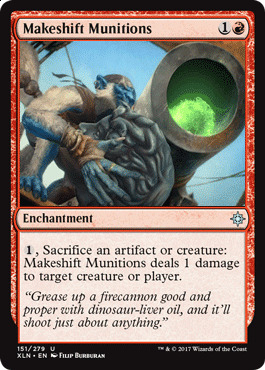 Makeshift Munitions 1
Enchantment
1, Sacrifice an artifact or creature:
Makeshift Munitions deals 1 damage
to target creature or player.
"Grease up a firecannon good and
proper with dinosaur-liver oil, and it'll
shoot just about anything."
151/279 U
XLN • EN Filip Burburan
™ & © 2017 Wizards of the Coast